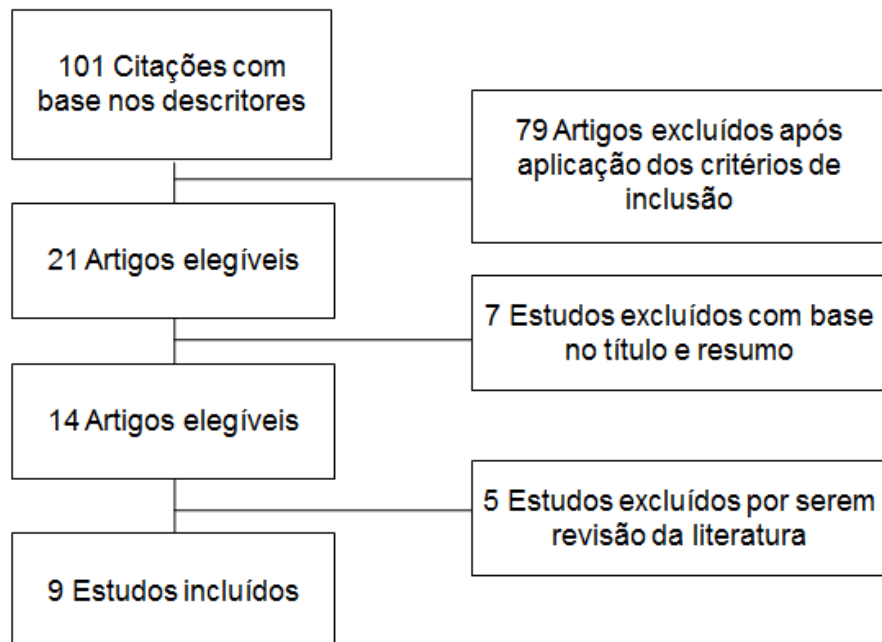 101 Citações com
base nos descritores
79 Artigos excluídos após
aplicação dos critérios de
inclusão
21 Artigos elegíveis
7 Estudos excluídos com base
no título e resumo
14 Artigos elegíveis
5 Estudos excluídos por serem
revisão da literatura
9 Estudos incluídos